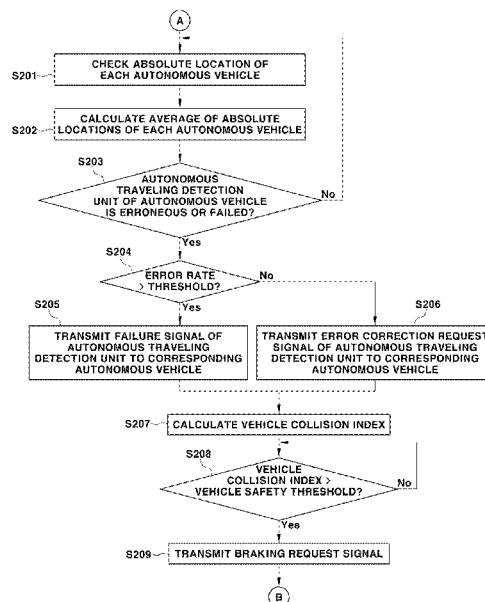 A
S201
CHECK ABSOLUTE LOCATION OF
EACH AUTONOMOUS VEHICLE
S202
CALCULATE AVERAGE OF ABSOLUTE
LOCATIONS OF EACH AUTONOMOUS VEHICLE
S203
AUTONOMOUS
TRAVELING DETECTION
UNIT OF AUTONOMOUS VEHICLE
IS ERRONEOUS OR FAILED?
No
Yes
S204
ERROR RATE
> THRESHOLD?
No
Yes
S205
TRANSMIT FAILURE SIGNAL OF
AUTONOMOUS TRAVELING
DETECTION UNIT TO CORRESPONDING
AUTONOMOUS VEHICLE
S206
TRANSMIT ERROR CORRECTION REQUEST
SIGNAL OF AUTONOMOUS TRAVELING
DETECTION UNIT TO CORRESPONDING
AUTONOMOUS VEHICLE
S207
CALCULATE VEHICLE COLLISION INDEX
S208
VEHICLE
COLLISION INDEX >
VEHICLE SAFETY THRESHOLD?
No
Yes
S209
TRANSMIT BRAKING REQUEST SIGNAL
B